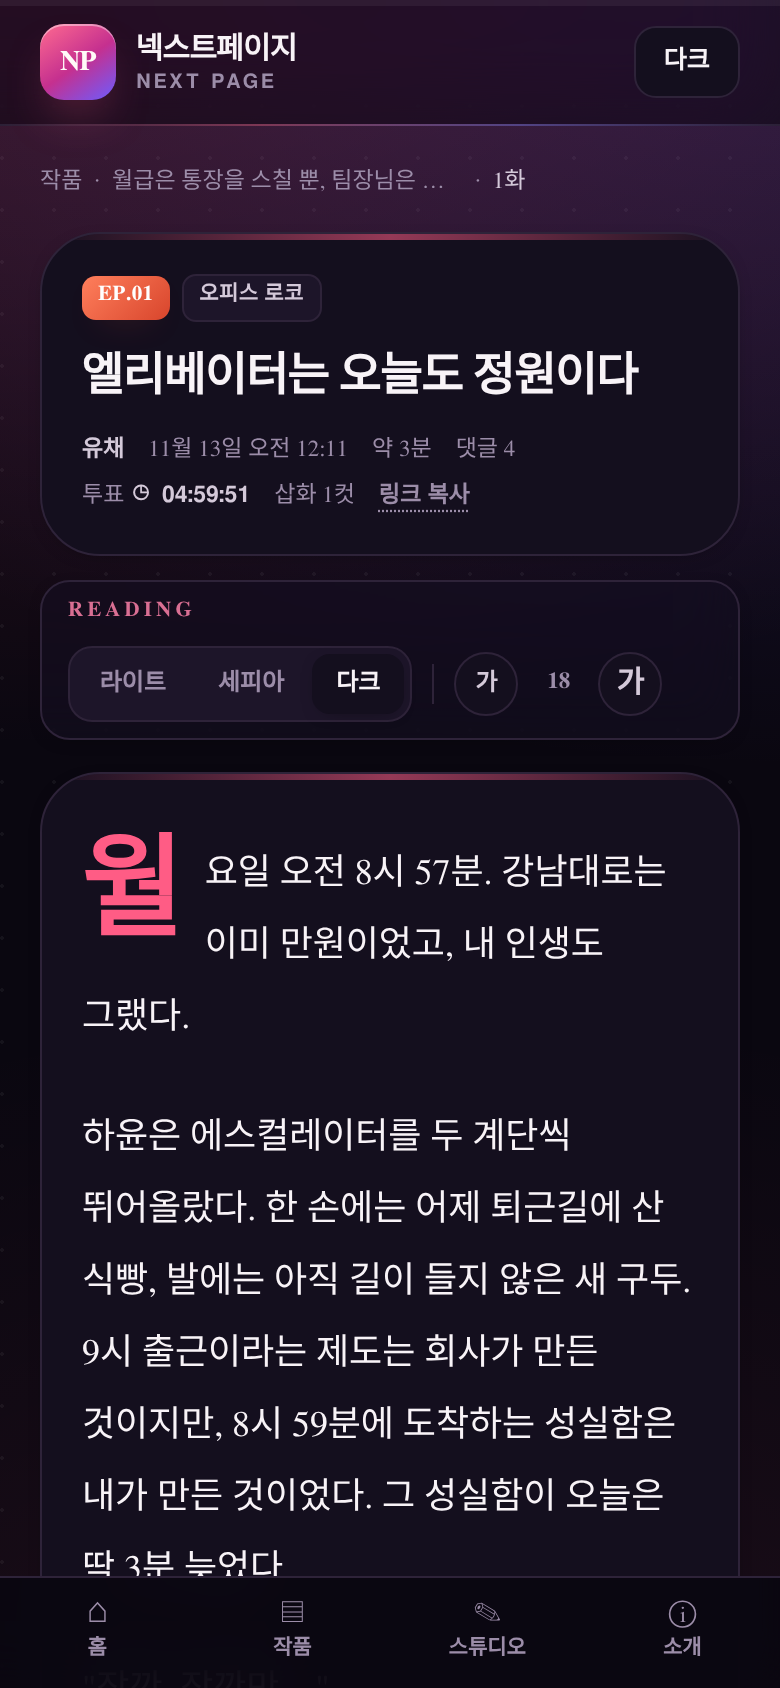 NP
넥스트페이지
NEXT PAGE
다크
작품 · 월급은 통장을 스칠 뿐, 팀장님은 … · 1화
EP.01 오피스 로코
엘리베이터는 오늘도 정원이다
유채 11월 13일 오전 12:11 약 3분 댓글 4
투표 04:59:51 삽화 1컷 링크 복사
READING
라이트 세피아 다크 가 18 가
월요일 오전 8시 57분. 강남대로는
이미 만원이었고, 내 인생도
그랬다.
하윤은 에스컬레이터를 두 계단씩
뛰어올랐다. 한 손에는 어제 퇴근길에 산
식빵, 발에는 아직 길이 들지 않은 새 구두.
9시 출근이라는 제도는 회사가 만든
것이지만, 8시 59분에 도착하는 성실함은
내가 만든 것이었다. 그 성실함이 오늘은
딱 3분 늦었다
"잠깐, 잠깐만…"
홈 작품 스튜디오 소개